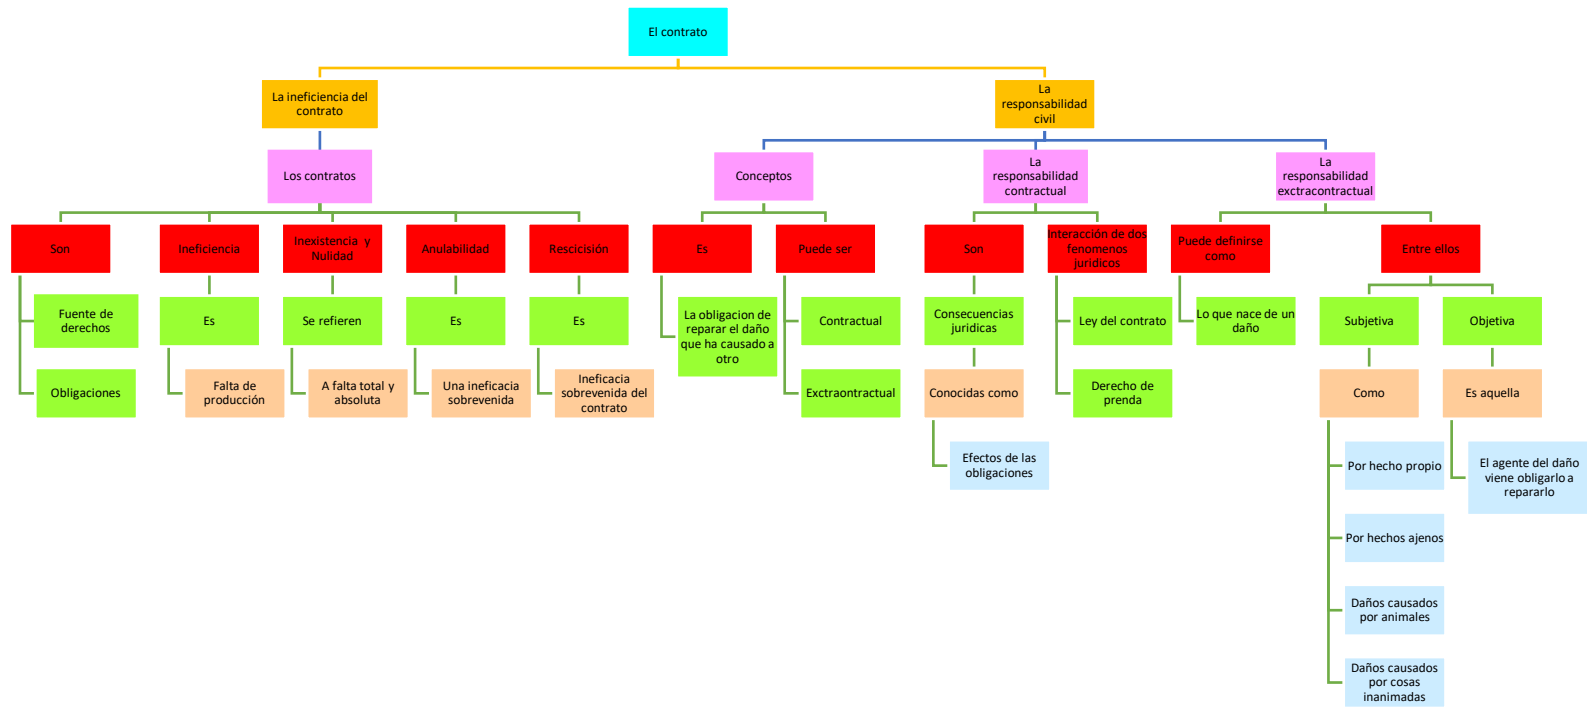 El contrato
La ineficiencia del
contrato
La
responsabilidad
civil
Los contratos
Conceptos
La
responsabilidad
contractual
La
responsabilidad
exctracontractual
Son
Ineficiencia
Inexistencia y
Nulidad
Anulabilidad
Rescicisión
Es
Puede ser
Son
Interacción de dos
fenomenos
juridicos
Puede definirse
como
Entre ellos
Fuente de
derechos
Es
Se refieren
Es
Es
La obligacion de
reparar el daño
que ha causado a
otro
Contractual
Consecuencias
juridicas
Ley del contrato
Lo que nace de un
daño
Subjetiva
Objetiva
Obligaciones
Falta de
producción
A falta total y
absoluta
Una ineficacia
sobrevenida
Ineficacia
sobrevenida del
contrato
Exctraontractual
Conocidas como
Derecho de
prenda
Como
Es aquella
Efectos de las
obligaciones
Por hecho propio
El agente del daño
viene obligarlo a
repararlo
Por hechos ajenos
Daños causados
por animales
Daños causados
por cosas
inanimadas